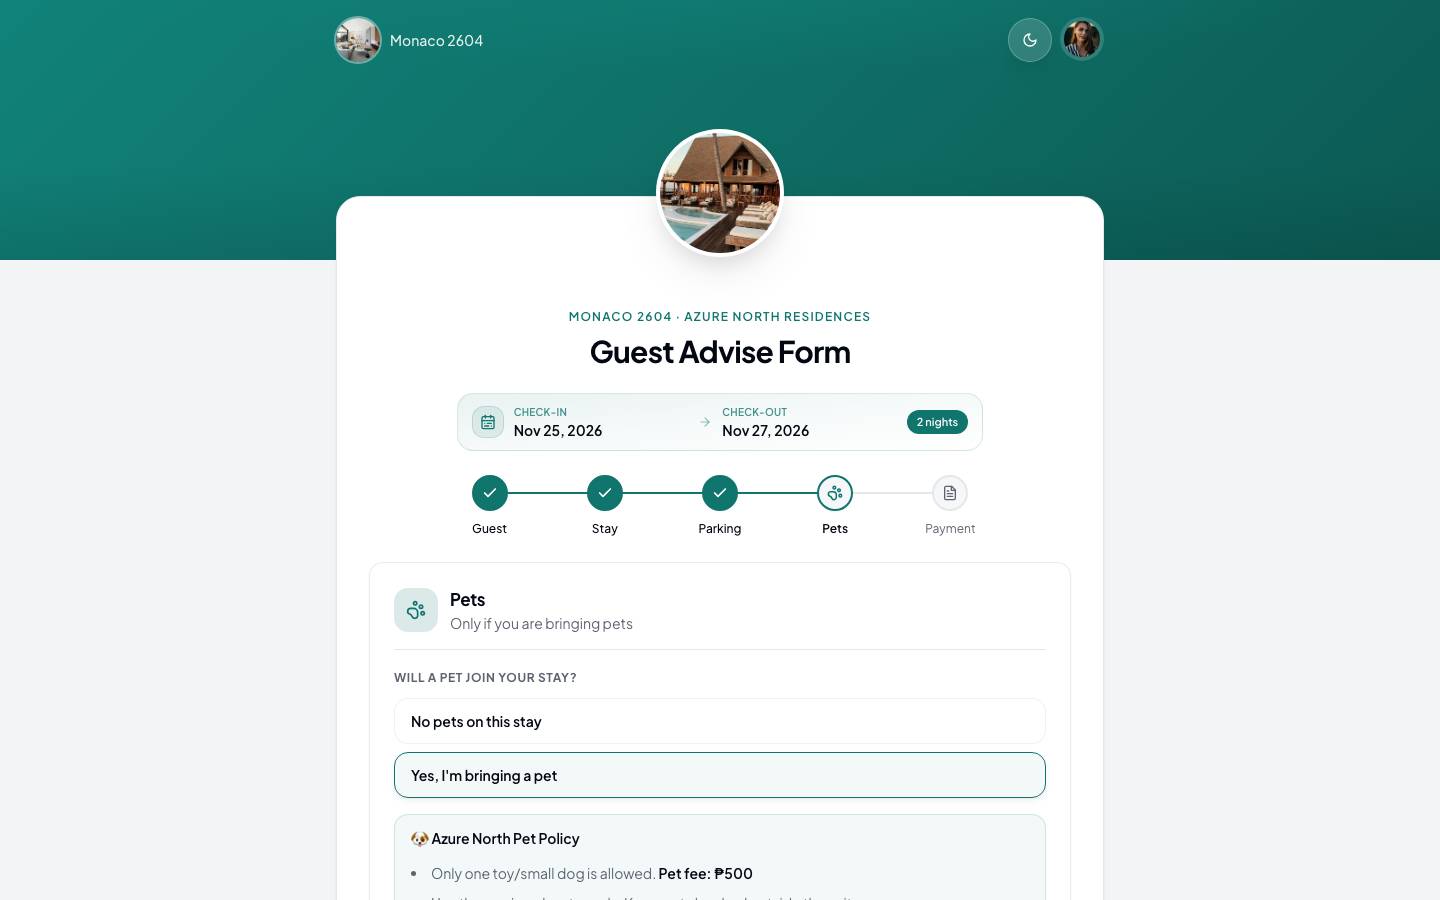 Monaco 2604
MONACO 2604 · AZURE NORTH RESIDENCES
Guest Advise Form
CHECK-IN
Nov 25, 2026
CHECK-OUT
Nov 27, 2026
2 nights
Guest
Stay
Parking
Pets
Payment
Pets
Only if you are bringing pets
WILL A PET JOIN YOUR STAY?
No pets on this stay
Yes, I'm bringing a pet
🐶 Azure North Pet Policy
• Only one toy/small dog is allowed. Pet fee: ₱500